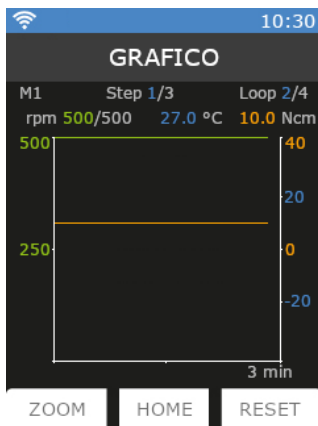 10:30
GRAFICO
M1 Step 1/3 Loop 2/4
rpm 500/500 27.0 °C 10.0 Ncm
500 40
20
250 0
-20
3 min
ZOOM HOME RESET